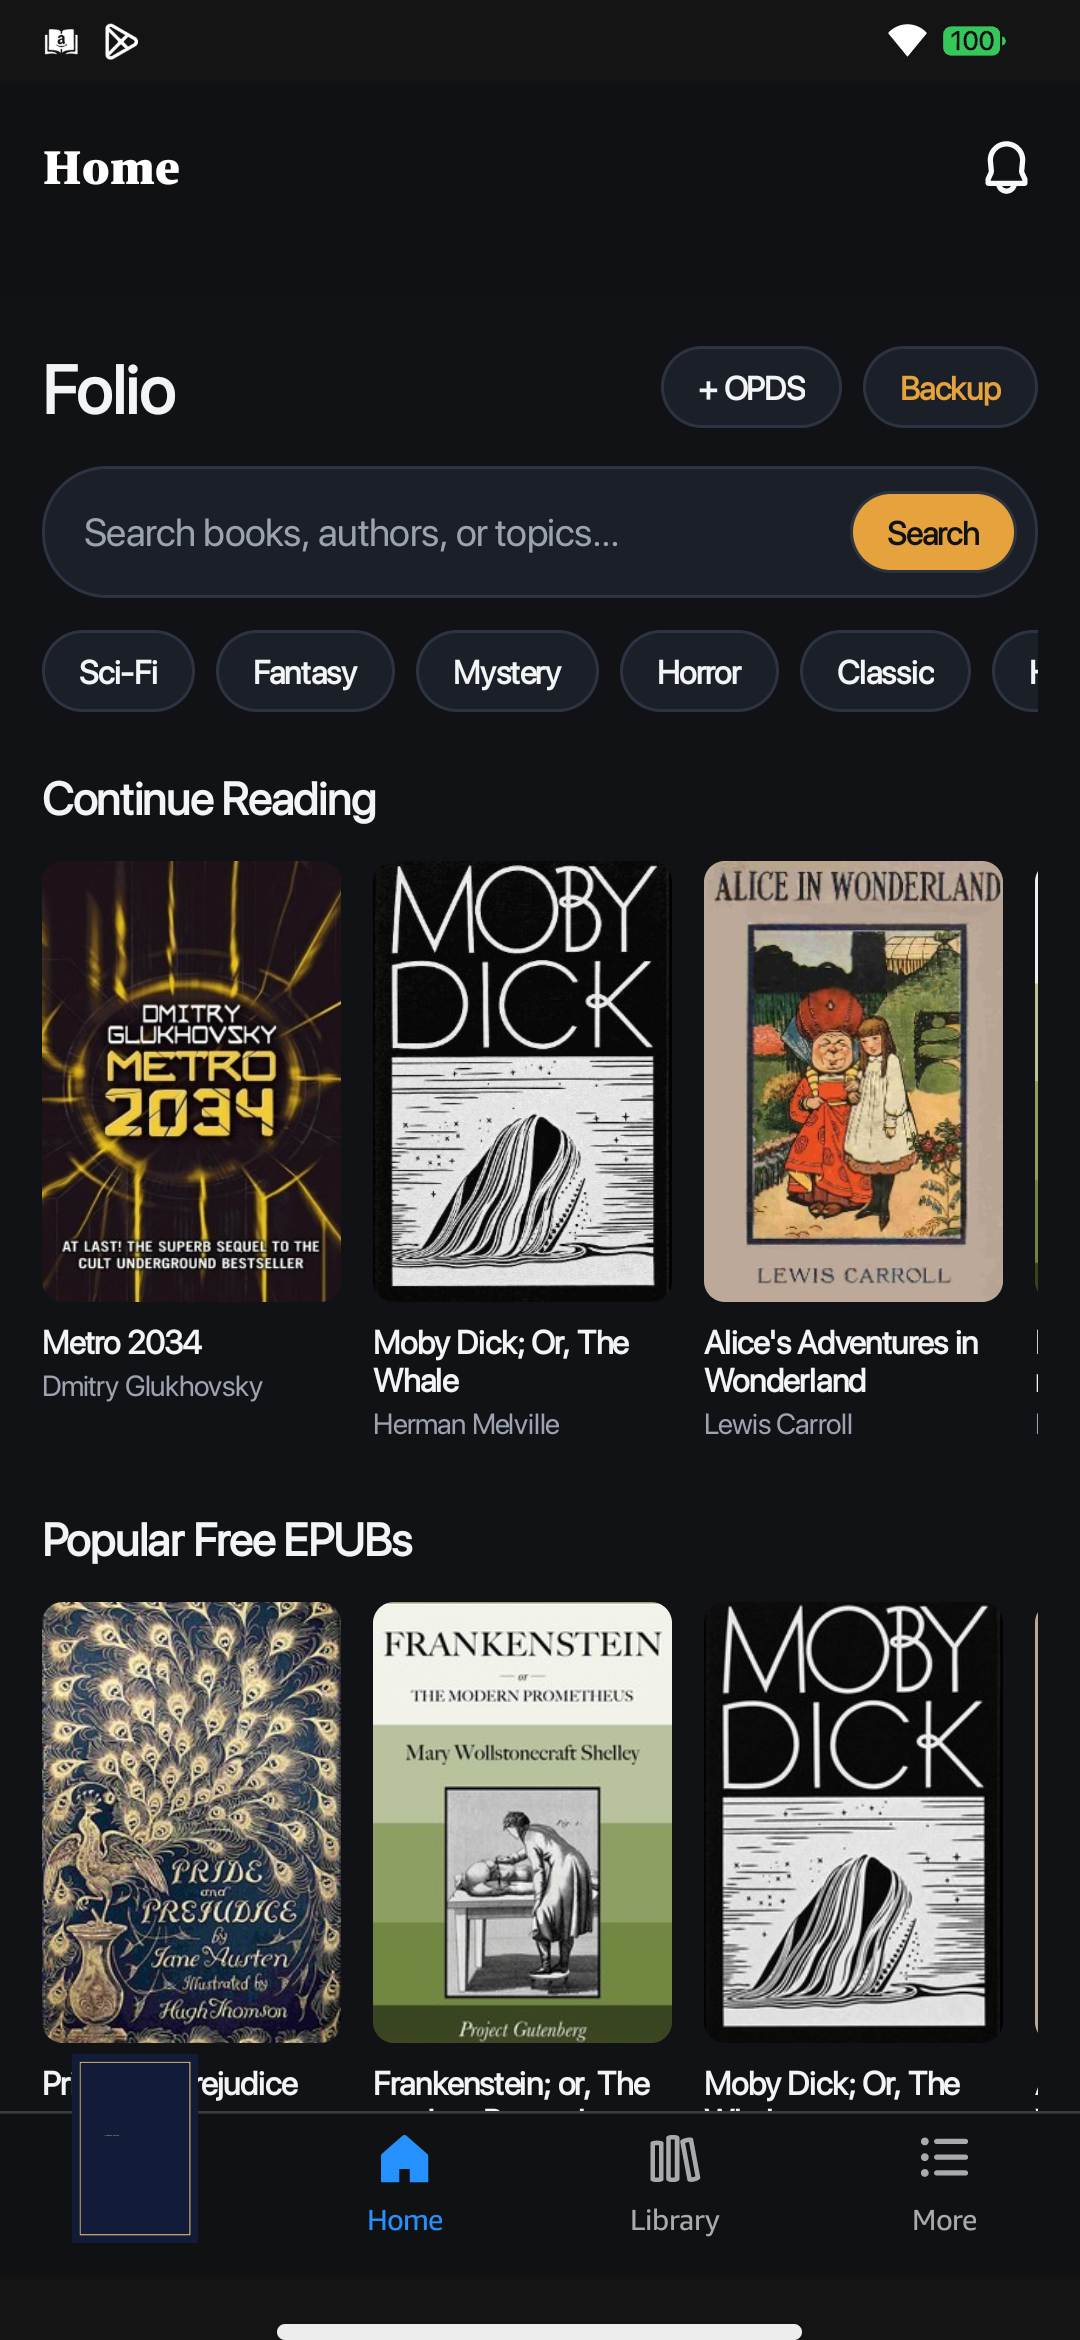 100
Home
Folio
+ OPDS
Backup
Search books, authors, or topics...
Search
Sci-Fi
Fantasy
Mystery
Horror
Classic
Continue Reading
DMITRY
GLUKHOVSKY
METRO
2034
AT LAST! THE SUPERB SEQUEL TO THE
CULT UNDERGROUND BESTSELLER
MOBY
DICK
ALICE IN WONDERLAND
LEWIS CARROLL
Metro 2034
Dmitry Glukhovsky
Moby Dick; Or, The
Whale
Herman Melville
Alice's Adventures in
Wonderland
Lewis Carroll
Popular Free EPUBs
PRIDE
and
PREJUDICE
by
Jane Austen
Illustrated by
Hugh Thomson
FRANKENSTEIN
or
THE MODERN PROMETHEUS
Mary Wollstonecraft Shelley
Fig. 1.
Project Gutenberg
MOBY
DICK
Pr rejudice
Frankenstein; or, The
Moby Dick; Or, The
Home
Library
More